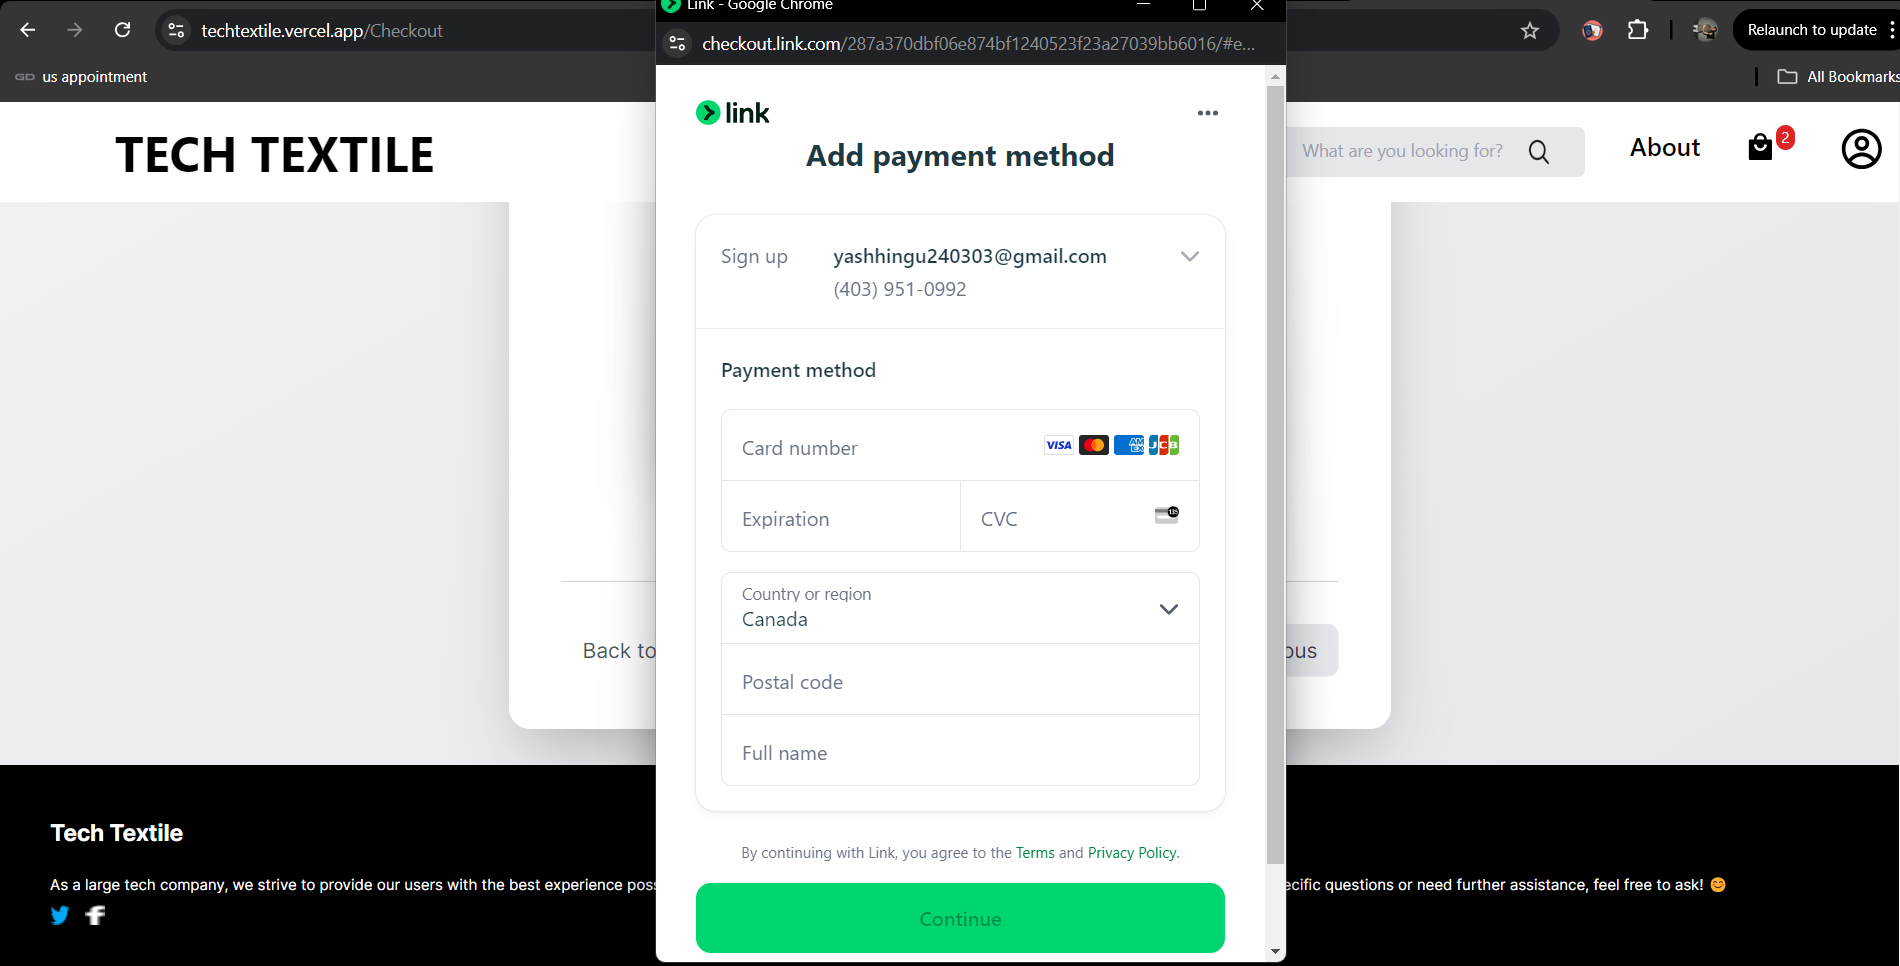 Link - Google Chrome
techtextile.vercel.app/Checkout
checkout.link.com/287a370dbf06e874bf1240523f23a27039bb6016/#e...
Relaunch to update
us appointment
All Bookmarks
TECH TEXTILE
What are you looking for?
About
2
link
Add payment method
Sign up
yashhingu240303@gmail.com
(403) 951-0992
Payment method
Card number
VISA
AM
EX
JCB
Expiration
CVC
135
Country or region
Canada
Postal code
Full name
Back to
ous
By continuing with Link, you agree to the Terms and Privacy Policy.
Continue
Tech Textile
As a large tech company, we strive to provide our users with the best experience poss
ecific questions or need further assistance, feel free to ask! 😊